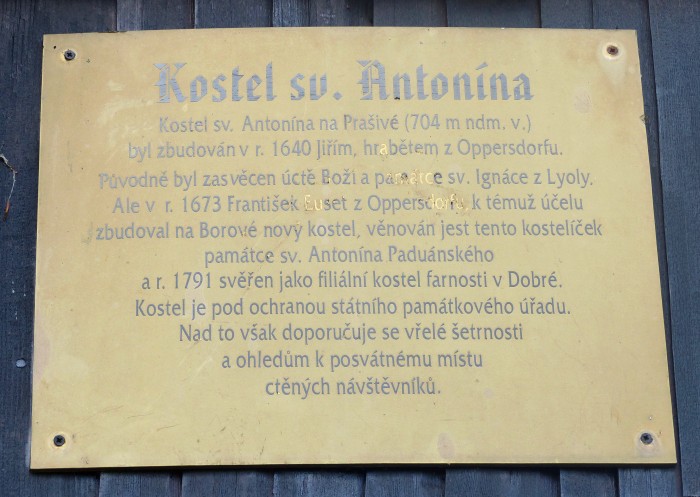 Kostel sv. Antonína
Kostel sv. Antonína na Prašivé (704 m ndm. v.)
byl zbudován v r. 1640 Jiřím, hrabětem z Oppersdorfu.
Původně byl zasvěcen úctě Boží a památce sv. Ignáce z Lyoly.
Ale v r. 1673 František Euset z Oppersdorfu k témuž účelu
zbudoval na Borové nový kostel, věnován jest tento kostelíček
památce sv. Antonína Paduánského
a r. 1791 svěřen jako filiální kostel farnosti v Dobré.
Kostel je pod ochranou státního památkového úřadu.
Nad to však doporučuje se vřelé šetrnosti
a ohledům k posvátnému místu
ctěných návštěvníků.